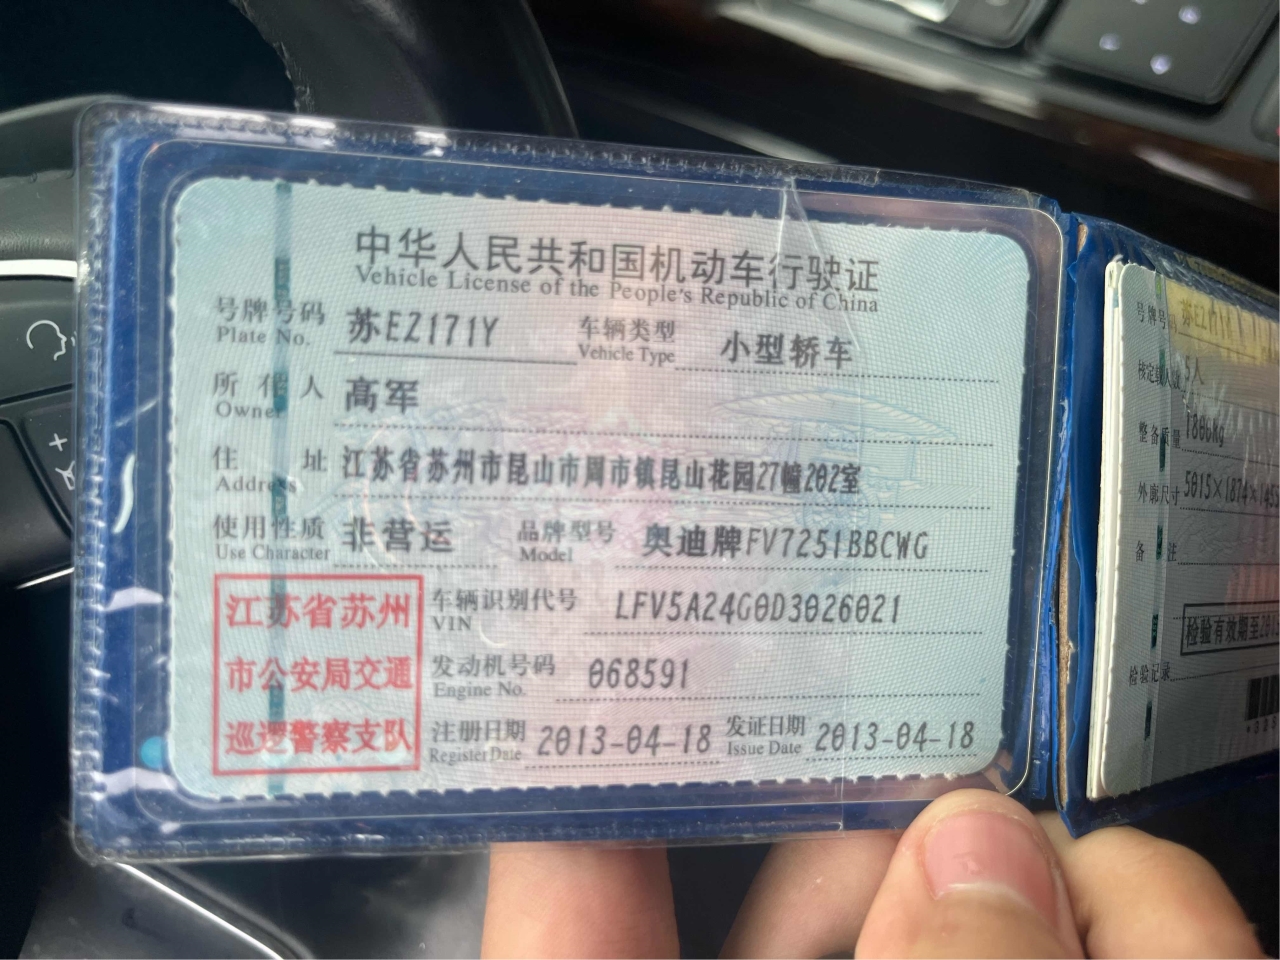 中华人民共和国机动车行驶证
Vehicle License of the People's Republic of China
号牌号码 苏EZ171Y 车辆类型 小型轿车
Plate No. Vehicle Type
所有人 高军
Owner
住址 江苏省苏州市昆山市周市镇昆山花园27幢202室
Address
使用性质 非营运 品牌型号 奥迪牌FV7251BBCWG
Use Character Model
江苏省苏州
市公安局交通
巡逻警察支队
车辆识别代号 LFV5A24G0D3026021
VIN
发动机号码 068591
Engine No.
注册日期 2013-04-18 发证日期 2013-04-18
Register Date Issue Date
号牌号
核定载人数 5人
整备质量 1806kg
外廓尺寸 5015×1874×
备注
检验有效期至
检验记录